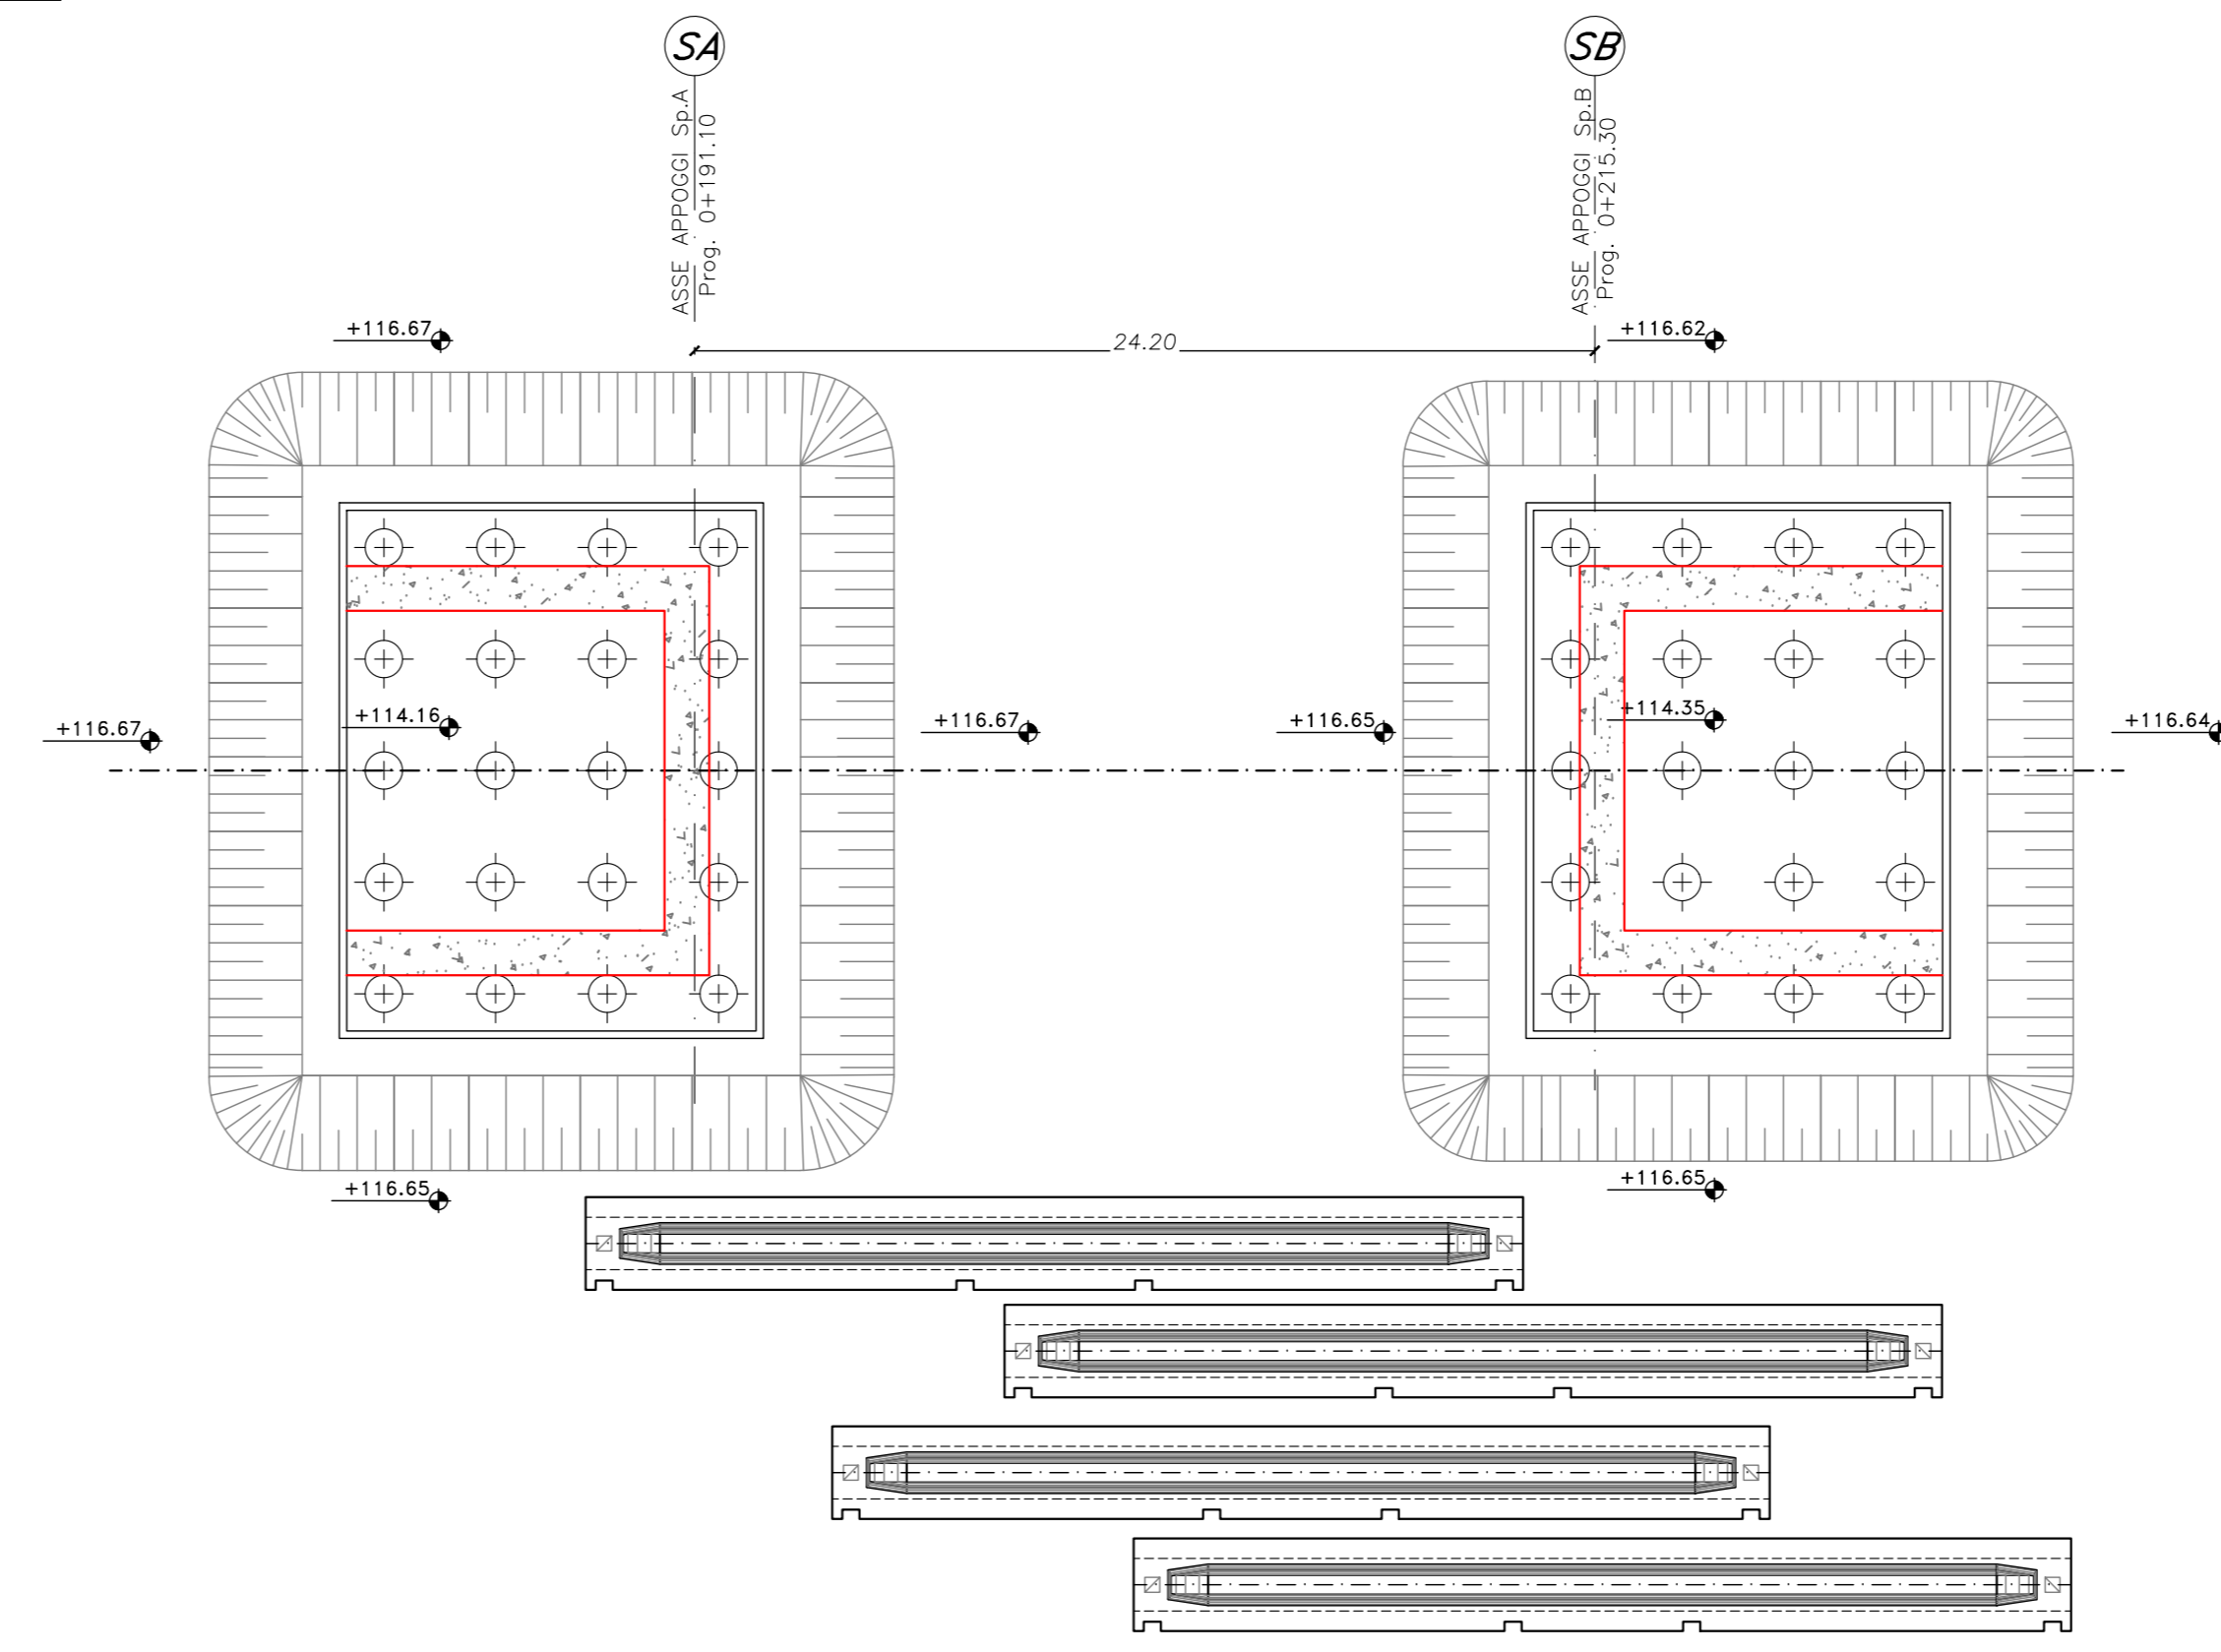 SA
SB
ASSE APPOGGI Sp.A
Prog. 0+191.10
ASSE APPOGGI Sp.B
Prog. 0+215.30
+116.67
24.20
+116.62
+116.67
+114.16
+116.67
+116.65
+114.35
+116.64
+116.65
+116.65